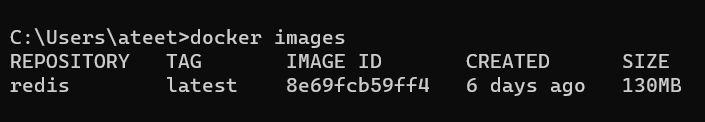 C:\Users\ateet>docker images
REPOSITORY   TAG       IMAGE ID       CREATED      SIZE
redis        latest    8e69fcb59ff4   6 days ago   130MB